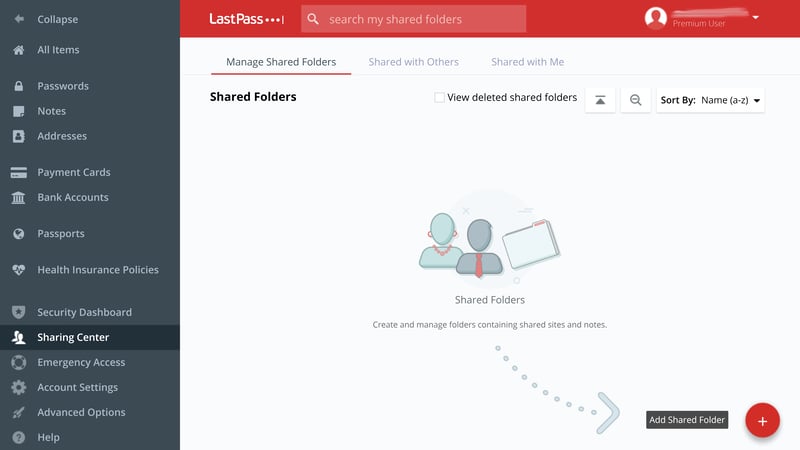 Collapse
All Items
Passwords
Notes
Addresses
Payment Cards
Bank Accounts
Passports
Health Insurance Policies
Security Dashboard
Sharing Center
Emergency Access
Account Settings
Advanced Options
Help
LastPass•••|
search my shared folders
Premium User
Manage Shared Folders
Shared with Others
Shared with Me
Shared Folders
View deleted shared folders
Sort By: Name (a-z)
Shared Folders
Create and manage folders containing shared sites and notes.
Add Shared Folder